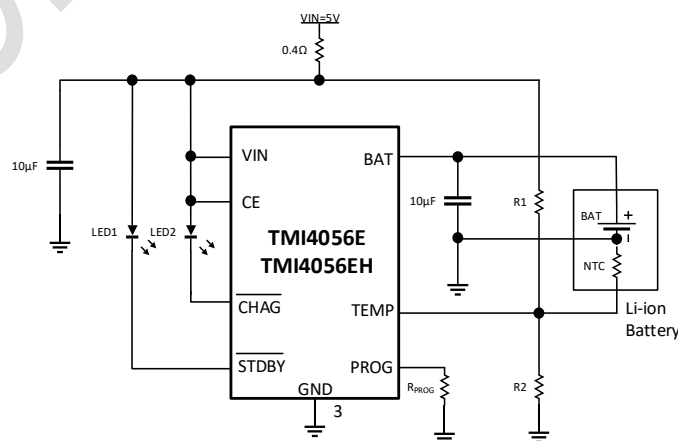 VIN=5V
0.4Ω
10μF
LED1
LED2
VIN
CE
CHAG
STDBY
GND
3
TMI4056E
TMI4056EH
BAT
TEMP
PROG
10μF
R1
BAT
+
NTC
Li-ion
Battery
RPROG
R2